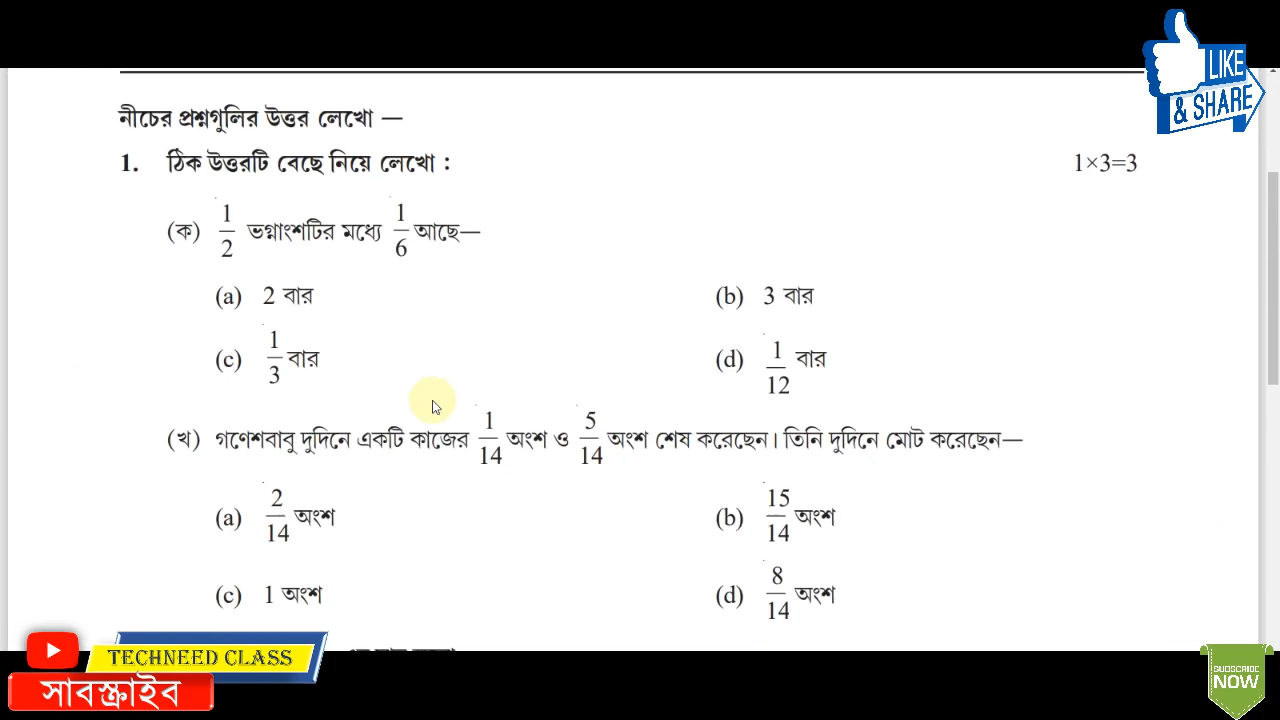 LIKE
& SHARE
নীচের প্রশ্নগুলির উত্তর লেখো —
1. ঠিক উত্তরটি বেছে নিয়ে লেখো : 1×3=3
(ক) 1/2 ভগ্নাংশটির মধ্যে 1/6 আছে—
(a) 2 বার (b) 3 বার
(c) 1/3 বার (d) 1/12 বার
(খ) গণেশবাবু দুদিনে একটি কাজের 1/14 অংশ ও 5/14 অংশ শেষ করেছেন। তিনি দুদিনে মোট করেছেন—
(a) 2/14 অংশ (b) 15/14 অংশ
(c) 1 অংশ (d) 8/14 অংশ
TECHNEED CLASS
সাবস্ক্রাইব
SUBSCRIBE
NOW